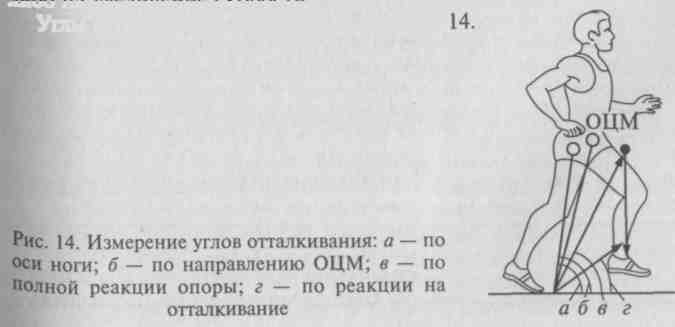 Углы
14.
ОЦМ
Рис. 14. Измерение углов отталкивания: а — по
оси ноги; б — по направлению ОЦМ; в — по
полной реакции опоры; г — по реакции на
отталкивание
а б в г